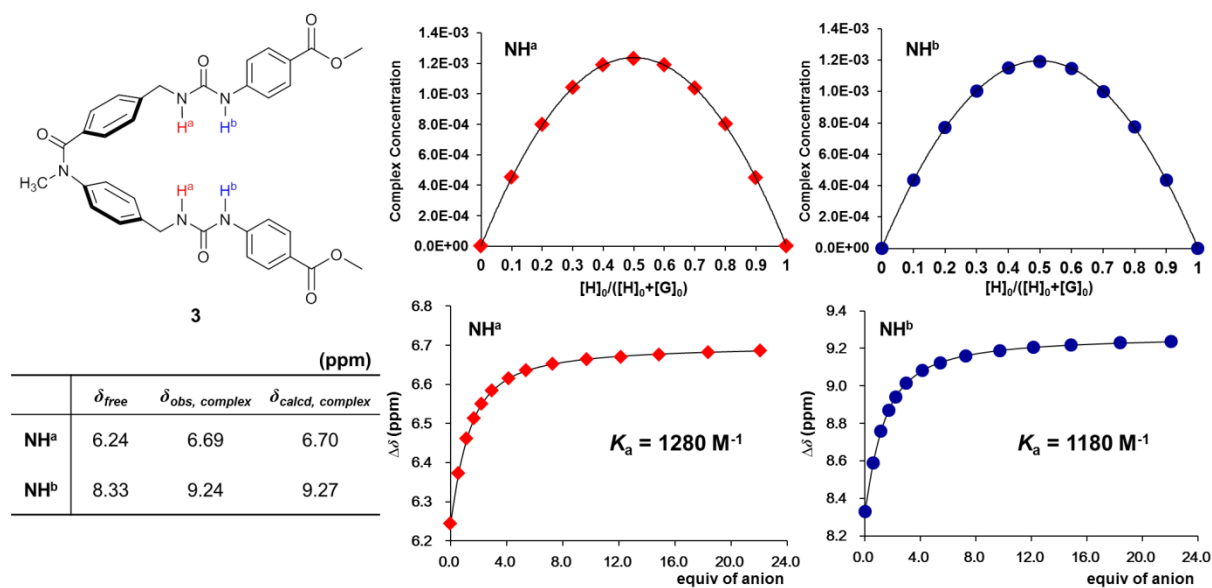 O
O
O
N
N
H^a
H^b
O
N
H3C
H^a
H^b
N
N
O
O
O
3
(ppm)
δfree δobs, complex δcalcd, complex
NH^a 6.24 6.69 6.70
NH^b 8.33 9.24 9.27
NH^a
Complex Concentration
1.4E-03
1.2E-03
1.0E-03
8.0E-04
6.0E-04
4.0E-04
2.0E-04
0.0E+00
0 0.1 0.2 0.3 0.4 0.5 0.6 0.7 0.8 0.9 1
[H]0/([H]0+[G]0)
NH^b
Complex Concentration
1.4E-03
1.2E-03
1.0E-03
8.0E-04
6.0E-04
4.0E-04
2.0E-04
0.0E+00
0 0.1 0.2 0.3 0.4 0.5 0.6 0.7 0.8 0.9 1
[H]0/([H]0+[G]0)
NH^a
Δδ (ppm)
6.8
6.7
6.6
6.5
6.4
6.3
6.2
Ka = 1280 M^-1
0.0 4.0 8.0 12.0 16.0 20.0 24.0
equiv of anion
NH^b
Δδ (ppm)
9.4
9.2
9.0
8.8
8.6
8.4
8.2
Ka = 1180 M^-1
0.0 4.0 8.0 12.0 16.0 20.0 24.0
equiv of anion